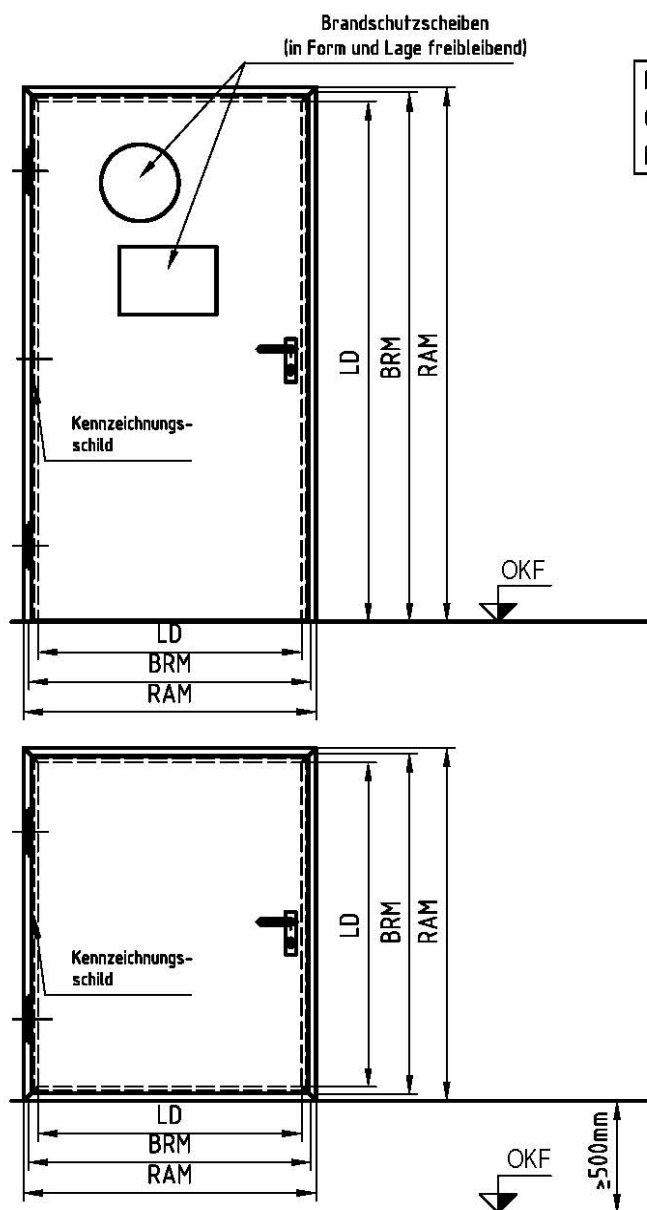 Brandschutzscheiben
(in Form und Lage freibleibend)
LD
BRM
RAM
Kennzeichnungs-
schild
OKF
LD
BRM
RAM
LD
BRM
RAM
Kennzeichnungs-
schild
LD
BRM
RAM
OKF
≥500mm